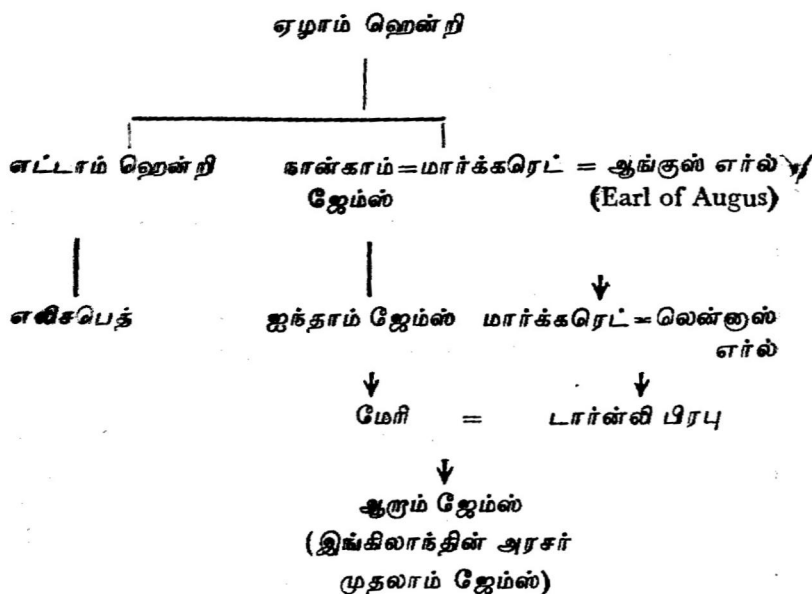 ஏழாம் ஹென்றி
எட்டாம் ஹென்றி நான்காம்=மார்க்கரெட் = ஆங்குஸ் எர்ல்
ஜேம்ஸ் (Earl of Augus)
எலிசபெத் ஐந்தாம் ஜேம்ஸ் மார்க்கரெட்=லென்னாஸ்
எர்ல்
மேரி = டார்ன்லி பிரபு
ஆறாம் ஜேம்ஸ்
(இங்கிலாந்தின் அரசர்
முதலாம் ஜேம்ஸ்)